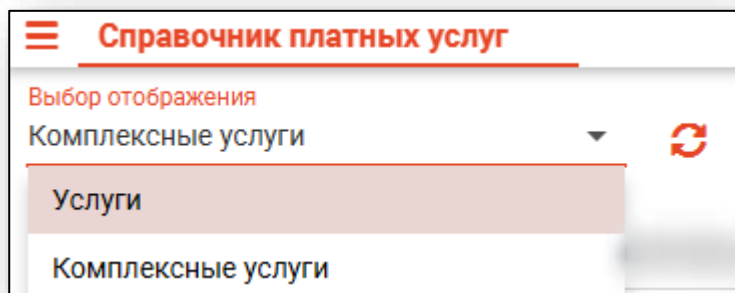 Справочник платных услуг
Выбор отображения
Комплексные услуги
Услуги
Комплексные услуги